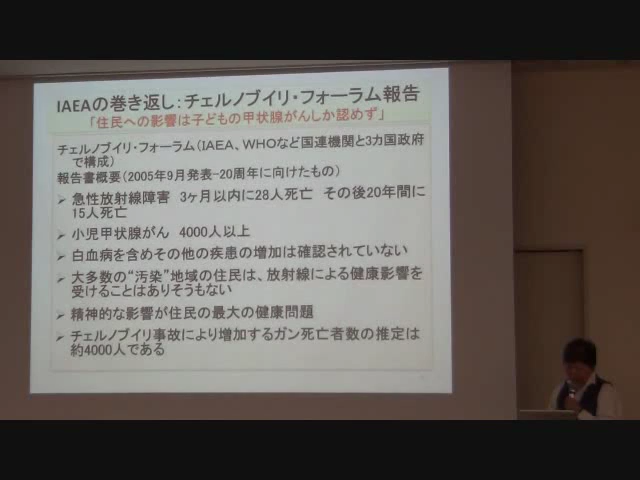 IAEAの巻き返し：チェルノブイリ・フォーラム報告
「住民への影響は子どもの甲状腺がんしか認めず」
チェルノブイリ・フォーラム（ＩＡＥＡ、ＷＨＯなど国連機関と3カ国政府
で構成）
報告書概要（2005年9月発表-20周年に向けたもの）
➢ 急性放射線障害　3ヶ月以内に28人死亡　その後20年間に
15人死亡
➢ 小児甲状腺がん　4000人以上
➢ 白血病を含めその他の疾患の増加は確認されていない
➢ 大多数の“汚染”地域の住民は、放射線による健康影響を
受けることはありそうもない
➢ 精神的な影響が住民の最大の健康問題
➢ チェルノブイリ事故により増加するガン死亡者数の推定は
約4000人である